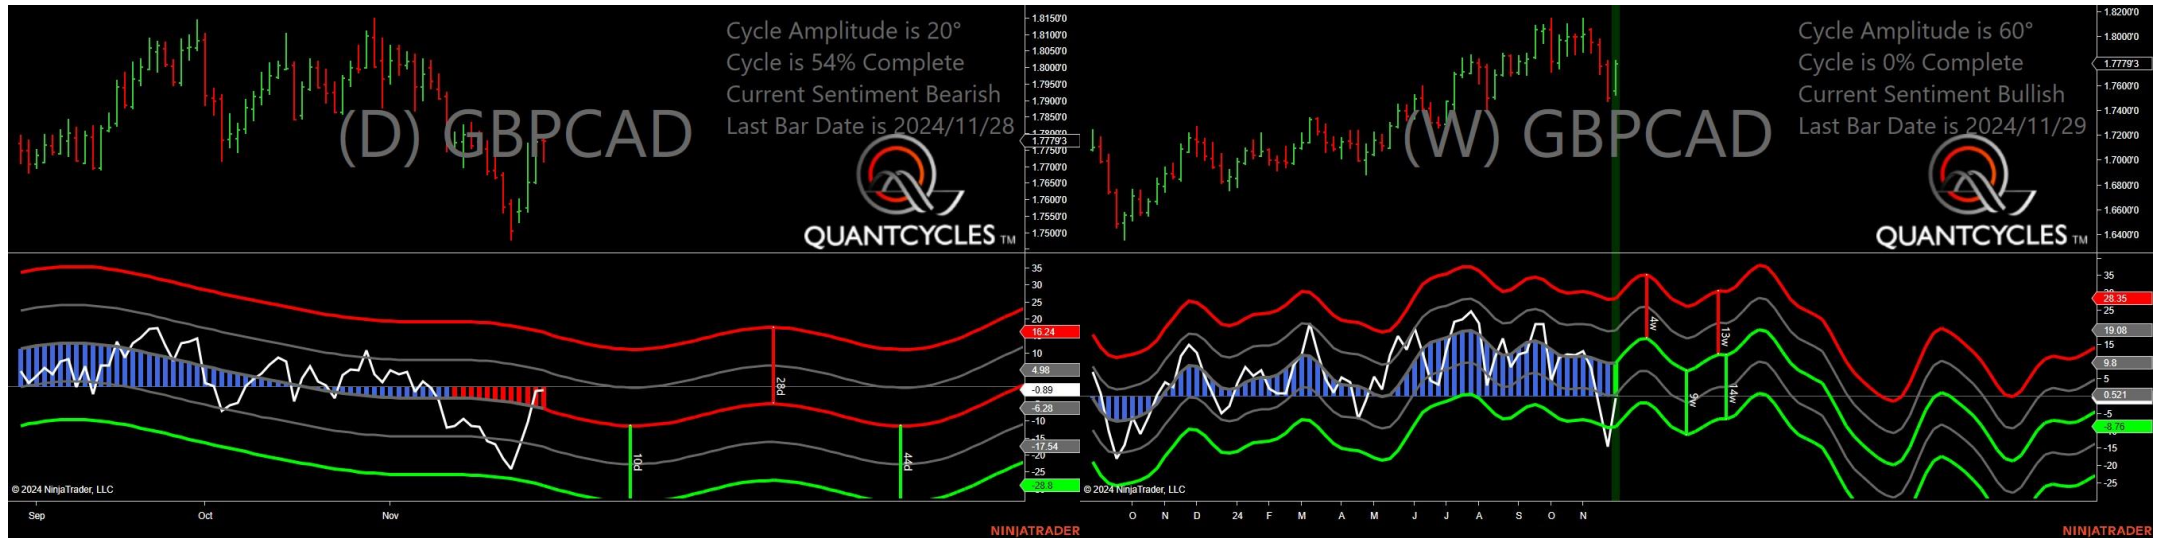 Cycle Amplitude is 20°
Cycle is 54% Complete
Current Sentiment Bearish
Last Bar Date is 2024/11/28
(D) GBPCAD
QUANTCYCLES TM
1.8150'0
1.8100'0
1.8050'0
1.8000'0
1.7950'0
1.7900'0
1.7850'0
1.7800'0
1.7779'3
1.7750'0
1.7700'0
1.7650'0
1.7600'0
1.7550'0
1.7500'0
35
30
25
20
16.24
10
4.98
-0.89
-6.28
-10
-15
-17.54
-20
-25
-28.8
10d
28d
44d
© 2024 NinjaTrader, LLC
Sep Oct Nov
NINJATRADER
Cycle Amplitude is 60°
Cycle is 0% Complete
Current Sentiment Bullish
Last Bar Date is 2024/11/29
(W) GBPCAD
QUANTCYCLES TM
1.8200'0
1.8000'0
1.7779'3
1.7600'0
1.7400'0
1.7200'0
1.7000'0
1.6800'0
1.6600'0
1.6400'0
35
28.35
25
19.08
15
9.8
5
0.521
-5
-8.76
-15
-20
-25
4w
9w
13w
14w
© 2024 NinjaTrader, LLC
O N D 24 F M A M J J A S O N
NINJATRADER